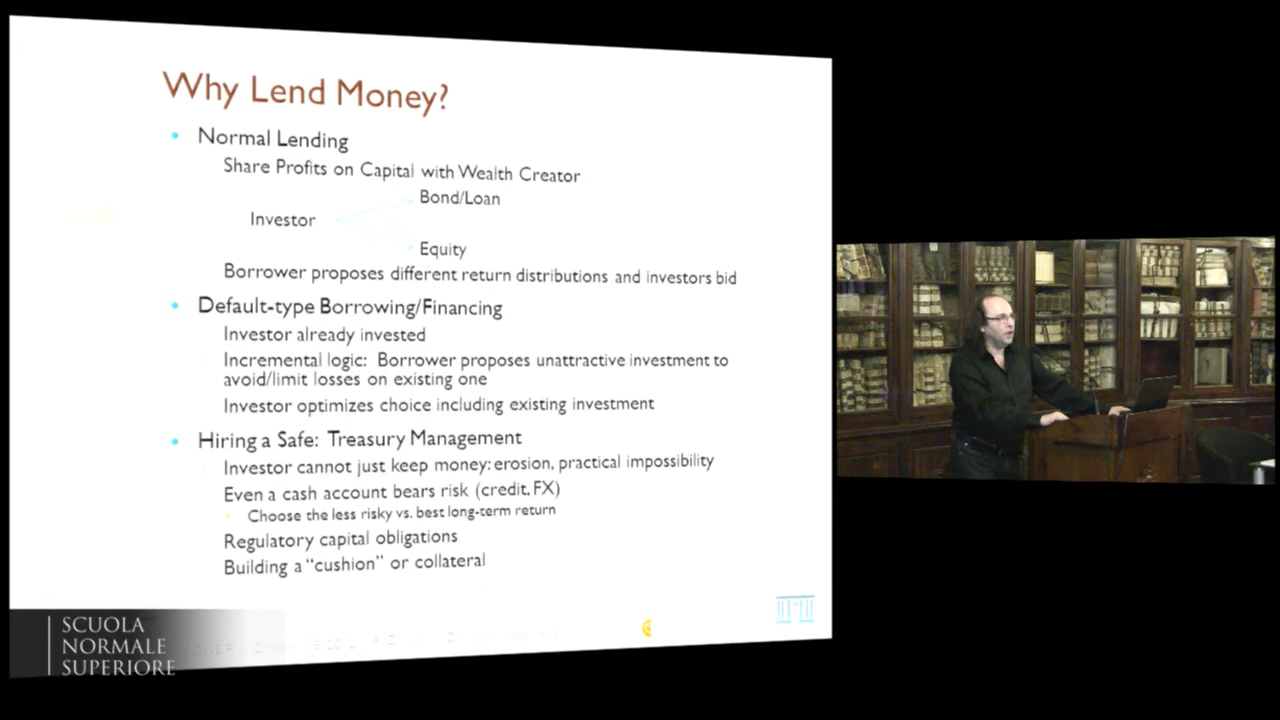 Why Lend Money?
• Normal Lending
Share Profits on Capital with Wealth Creator
Bond/Loan
Investor
Equity
Borrower proposes different return distributions and investors bid
• Default-type Borrowing/Financing
Investor already invested
Incremental logic: Borrower proposes unattractive investment to
avoid/limit losses on existing one
Investor optimizes choice including existing investment
• Hiring a Safe: Treasury Management
Investor cannot just keep money: erosion, practical impossibility
Even a cash account bears risk (credit, FX)
• Choose the less risky vs. best long-term return
Regulatory capital obligations
Building a “cushion” or collateral
SCUOLA
NORMALE
SUPERIORE